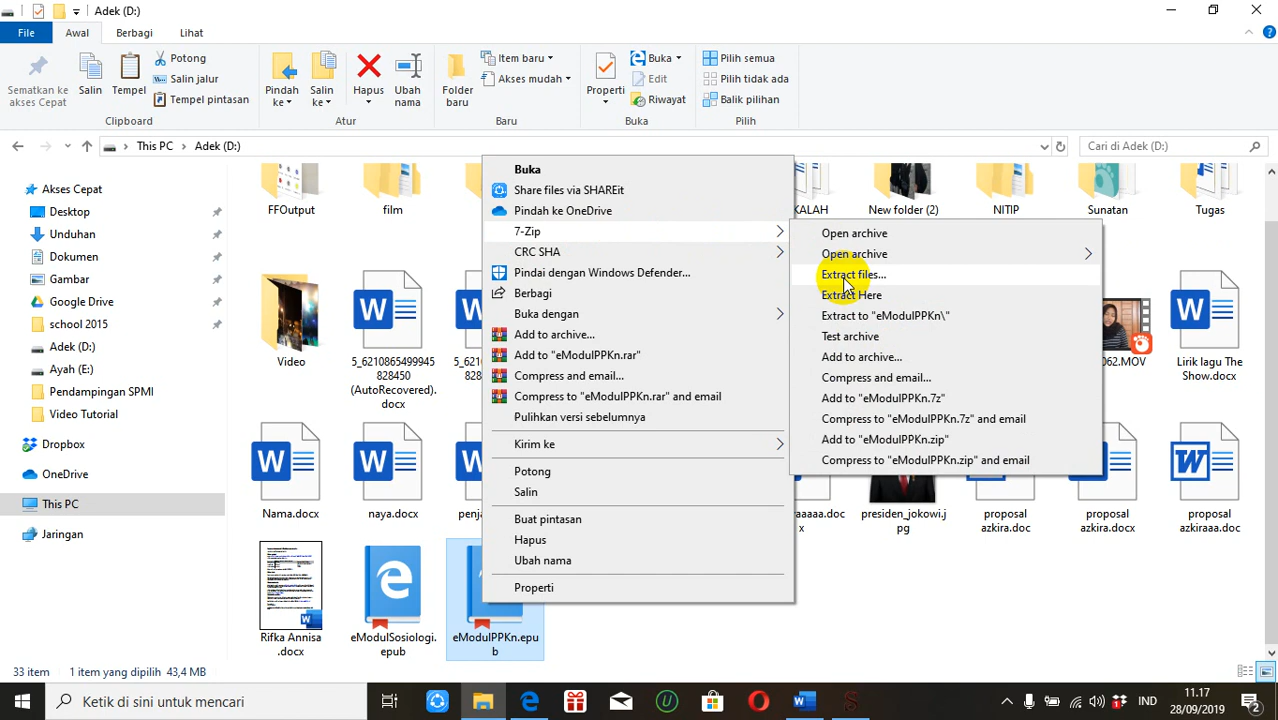 Adek (D:)
File Awal Berbagi Lihat
Sematkan ke akses Cepat
Salin
Tempel
Potong
Salin jalur
Tempel pintasan
Clipboard
Pindah ke
Salin ke
Hapus
Ubah nama
Atur
Folder baru
Item baru
Akses mudah
Baru
Properti
Buka
Edit
Riwayat
Buka
Pilih semua
Pilih tidak ada
Balik pilihan
Pilih
This PC Adek (D:)
Cari di Adek (D:)
Akses Cepat
Desktop
Unduhan
Dokumen
Gambar
Google Drive
school 2015
Adek (D:)
Ayah (E:)
Pendampingan SPMI
Video Tutorial
Dropbox
OneDrive
This PC
Jaringan
FFOutput
film
KALAH
New folder (2)
NITIP
Sunatan
Tugas
Video
5_6210865499945
828450
(AutoRecovered).
docx
062.MOV
Lirik lagu The
Show.docx
Nama.docx
naya.docx
presiden_jokowi.j
pg
proposal
azkira.docx
proposal
azkira.docx
proposal
azkiraaa.docx
Rifka Annisa
.docx
eModulSosiologi.
epub
eModulPPKn.epu
b
Buka
Share files via SHAREit
Pindah ke OneDrive
7-Zip
CRC SHA
Pindai dengan Windows Defender...
Berbagi
Buka dengan
Add to archive...
Add to "eModulPPKn.rar"
Compress and email...
Compress to "eModulPPKn.rar" and email
Pulihkan versi sebelumnya
Kirim ke
Potong
Salin
Buat pintasan
Hapus
Ubah nama
Properti
Open archive
Open archive
Extract files...
Extract Here
Extract to "eModulPPKn\"
Test archive
Add to archive...
Compress and email...
Add to "eModulPPKn.7z"
Compress to "eModulPPKn.7z" and email
Add to "eModulPPKn.zip"
Compress to "eModulPPKn.zip" and email
33 item 1 item yang dipilih 43,4 MB
Ketik di sini untuk mencari
IND
11.17
28/09/2019
2